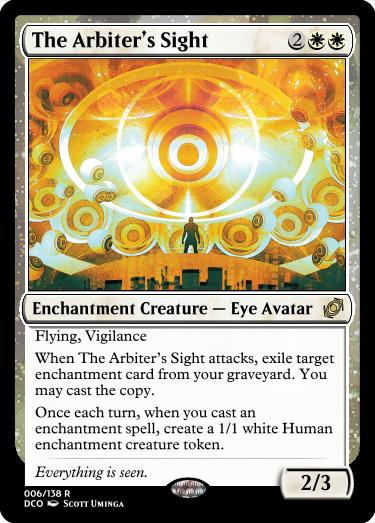 The Arbiter's Sight 2
Enchantment Creature — Eye Avatar
Flying, Vigilance
When The Arbiter's Sight attacks, exile target
enchantment card from your graveyard. You
may cast the copy.
Once each turn, when you cast an
enchantment spell, create a 1/1 white Human
enchantment creature token.
Everything is seen.
2/3
006/138 R
DCO Scott Uminga